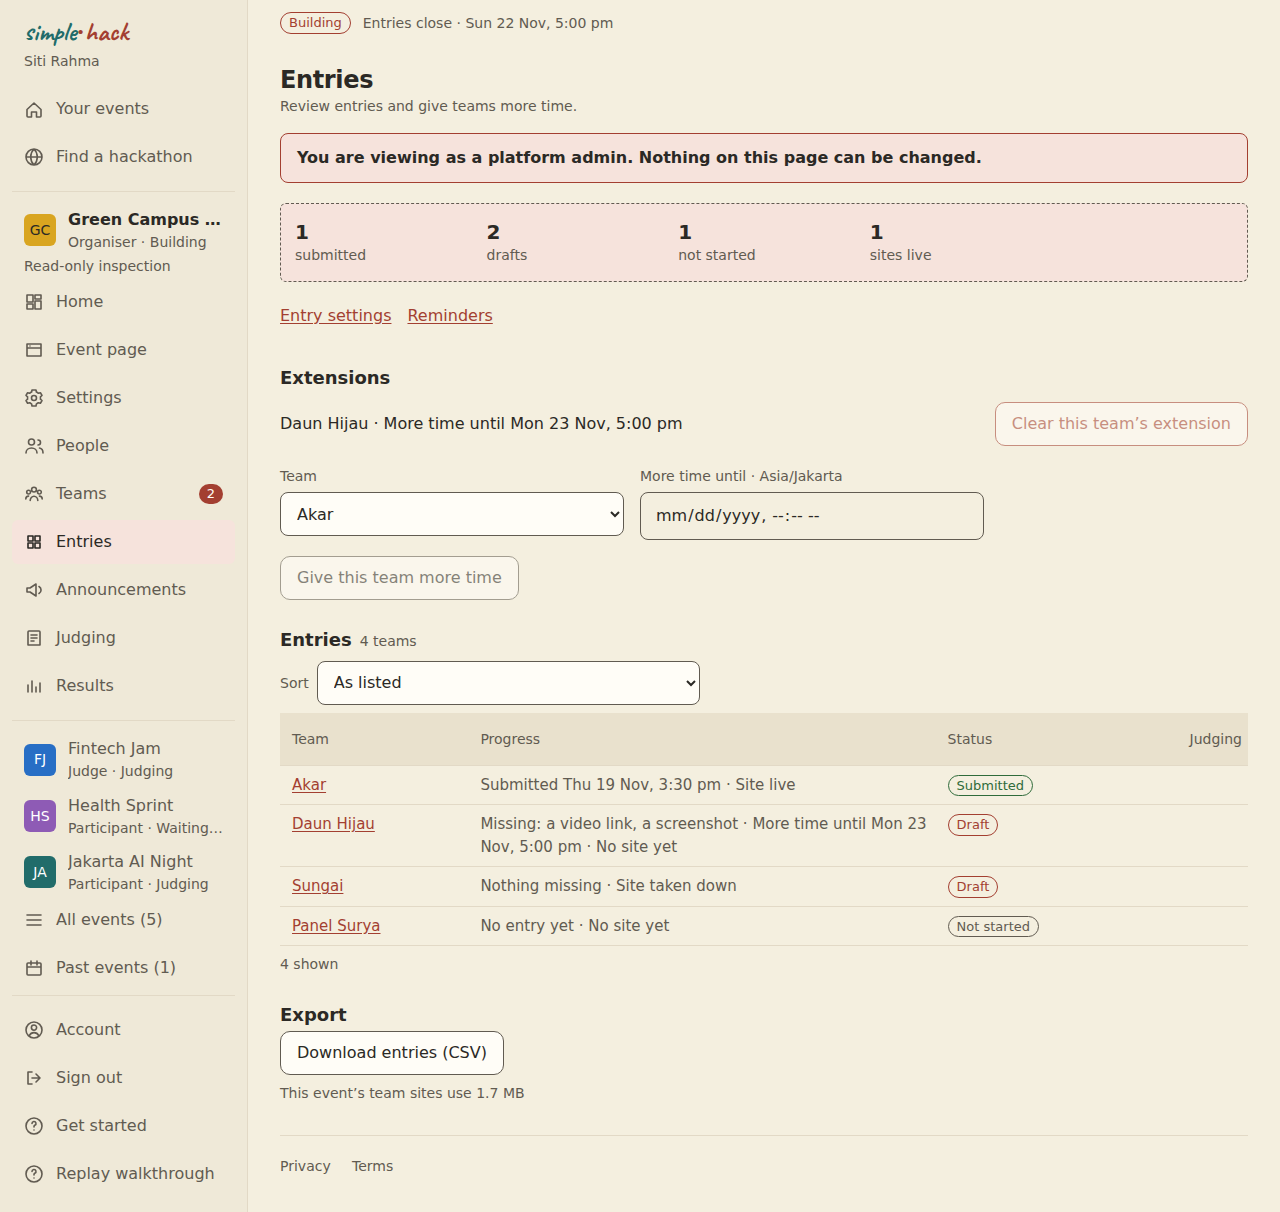 simple·hack
Siti Rahma
Your events
Find a hackathon
GC
Green Campus …
Organiser · Building
Read-only inspection
Home
Event page
Settings
People
Teams
2
Entries
Announcements
Judging
Results
FJ
Fintech Jam
Judge · Judging
HS
Health Sprint
Participant · Waiting…
JA
Jakarta AI Night
Participant · Judging
All events (5)
Past events (1)
Account
Sign out
Get started
Replay walkthrough
Building Entries close · Sun 22 Nov, 5:00 pm
Entries
Review entries and give teams more time.
You are viewing as a platform admin. Nothing on this page can be changed.
1 2 1 1
submitted drafts not started sites live
Entry settings Reminders
Extensions
Daun Hijau · More time until Mon 23 Nov, 5:00 pm Clear this team’s extension
Team More time until · Asia/Jakarta
Akar mm/dd/yyyy, --:-- --
Give this team more time
Entries 4 teams
Sort As listed
Team Progress Status Judging
Akar Submitted Thu 19 Nov, 3:30 pm · Site live Submitted
Daun Hijau Missing: a video link, a screenshot · More time until Mon 23 Draft
Nov, 5:00 pm · No site yet
Sungai Nothing missing · Site taken down Draft
Panel Surya No entry yet · No site yet Not started
4 shown
Export
Download entries (CSV)
This event’s team sites use 1.7 MB
Privacy Terms